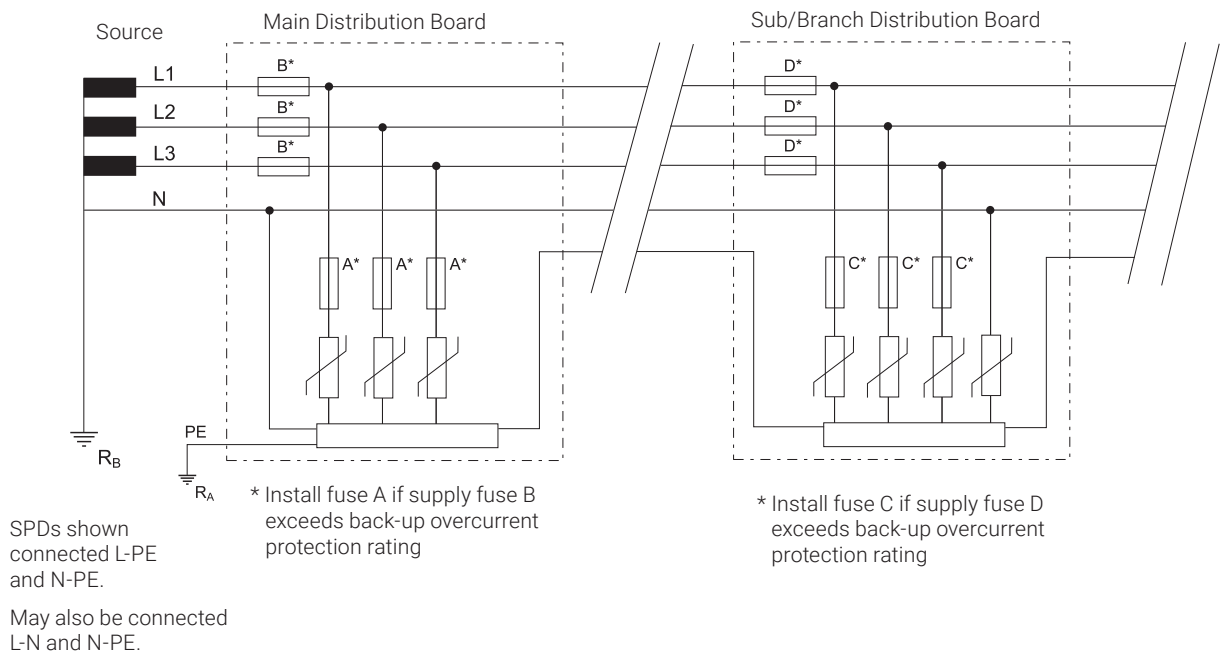 Source
Main Distribution Board
Sub/Branch Distribution Board
L1
B*
D*
L2
B*
D*
L3
B*
D*
N
A*
A*
A*
C*
C*
C*
PE
R_B
R_A
* Install fuse A if supply fuse B
exceeds back-up overcurrent
protection rating
* Install fuse C if supply fuse D
exceeds back-up overcurrent
protection rating
SPDs shown
connected L-PE
and N-PE.
May also be connected
L-N and N-PE.